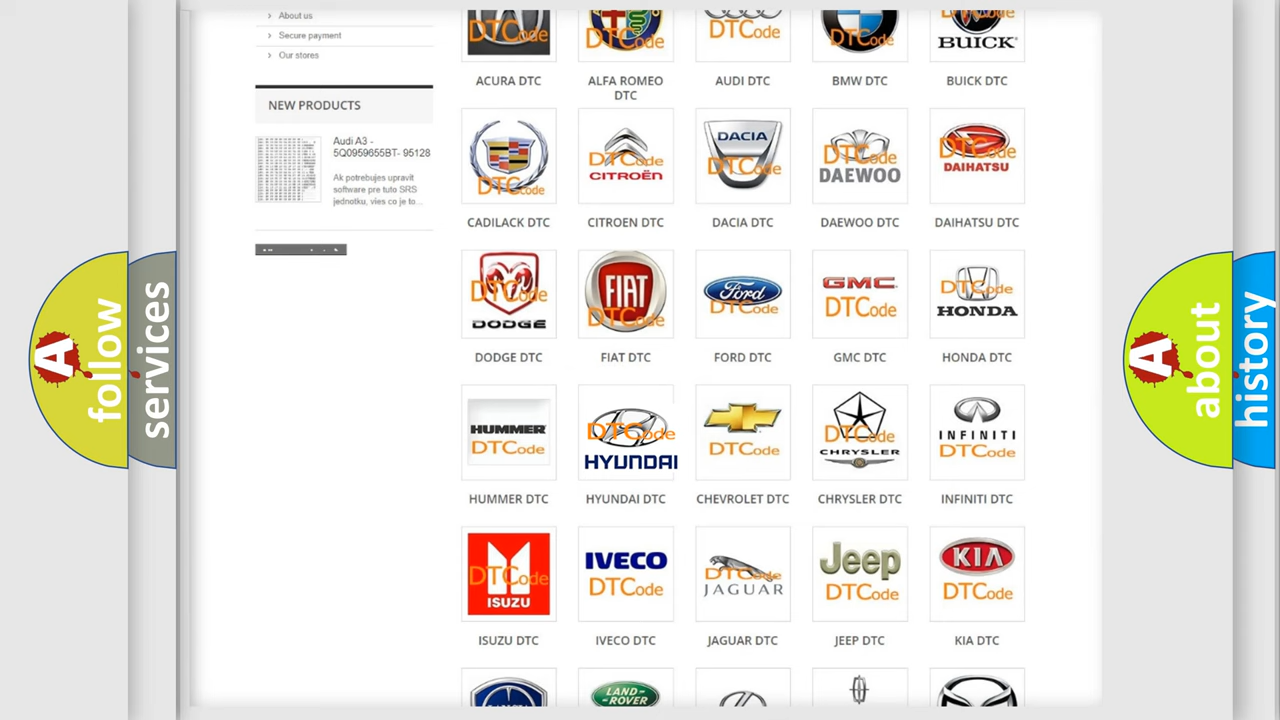 About us
Secure payment
Our stores
NEW PRODUCTS
Audi A3 -
5Q0959655BT- 95128
Ak potrebujes upravit
software pre tuto SRS
jednotku, vies co je to...
DTCode
DTCode
DTCode
DTCode
BUICK
ACURA DTC
ALFA ROMEO
DTC
AUDI DTC
BMW DTC
BUICK DTC
DTCode
DTCode
CITROËN
DACIA
DTCode
DTCode
DAEWOO
DTCode
DAIHATSU
CADILACK DTC
CITROEN DTC
DACIA DTC
DAEWOO DTC
DAIHATSU DTC
DTCode
DODGE
FIAT
DTCode
Ford
DTCode
GMC
DTCode
DTCode
HONDA
DODGE DTC
FIAT DTC
FORD DTC
GMC DTC
HONDA DTC
HUMMER
DTCode
DTCode
HYUNDAI
DTCode
DTCode
CHRYSLER
INFINITI
DTCode
HUMMER DTC
HYUNDAI DTC
CHEVROLET DTC
CHRYSLER DTC
INFINITI DTC
DTCode
ISUZU
IVECO
DTCode
DTCode
JAGUAR
Jeep
DTCode
KIA
DTCode
ISUZU DTC
IVECO DTC
JAGUAR DTC
JEEP DTC
KIA DTC
LAND-
ROVER
A follow
services
A about
history